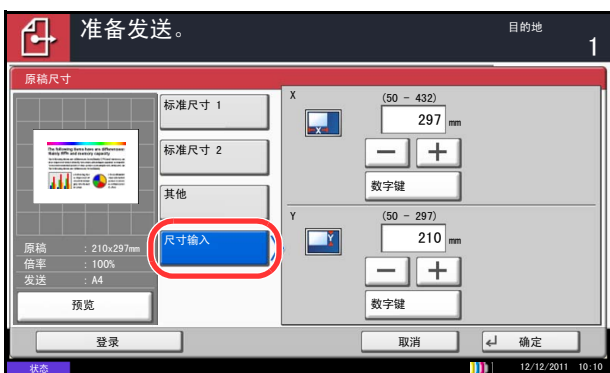 准备发送。
目的地
1
原稿尺寸
标准尺寸 1
标准尺寸 2
其他
尺寸输入
原稿 : 210x297mm
倍率 : 100%
发送 : A4
预览
X
(50 - 432)
297 mm
数字键
Y
(50 - 297)
210 mm
数字键
登录
取消
确定
状态
12/12/2011 10:10